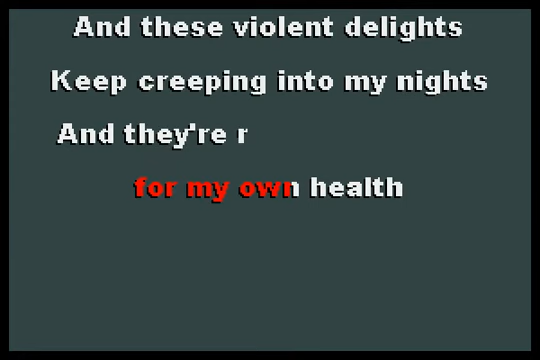 And these violent delights
Keep creeping into my nights
And they're r
for my own health